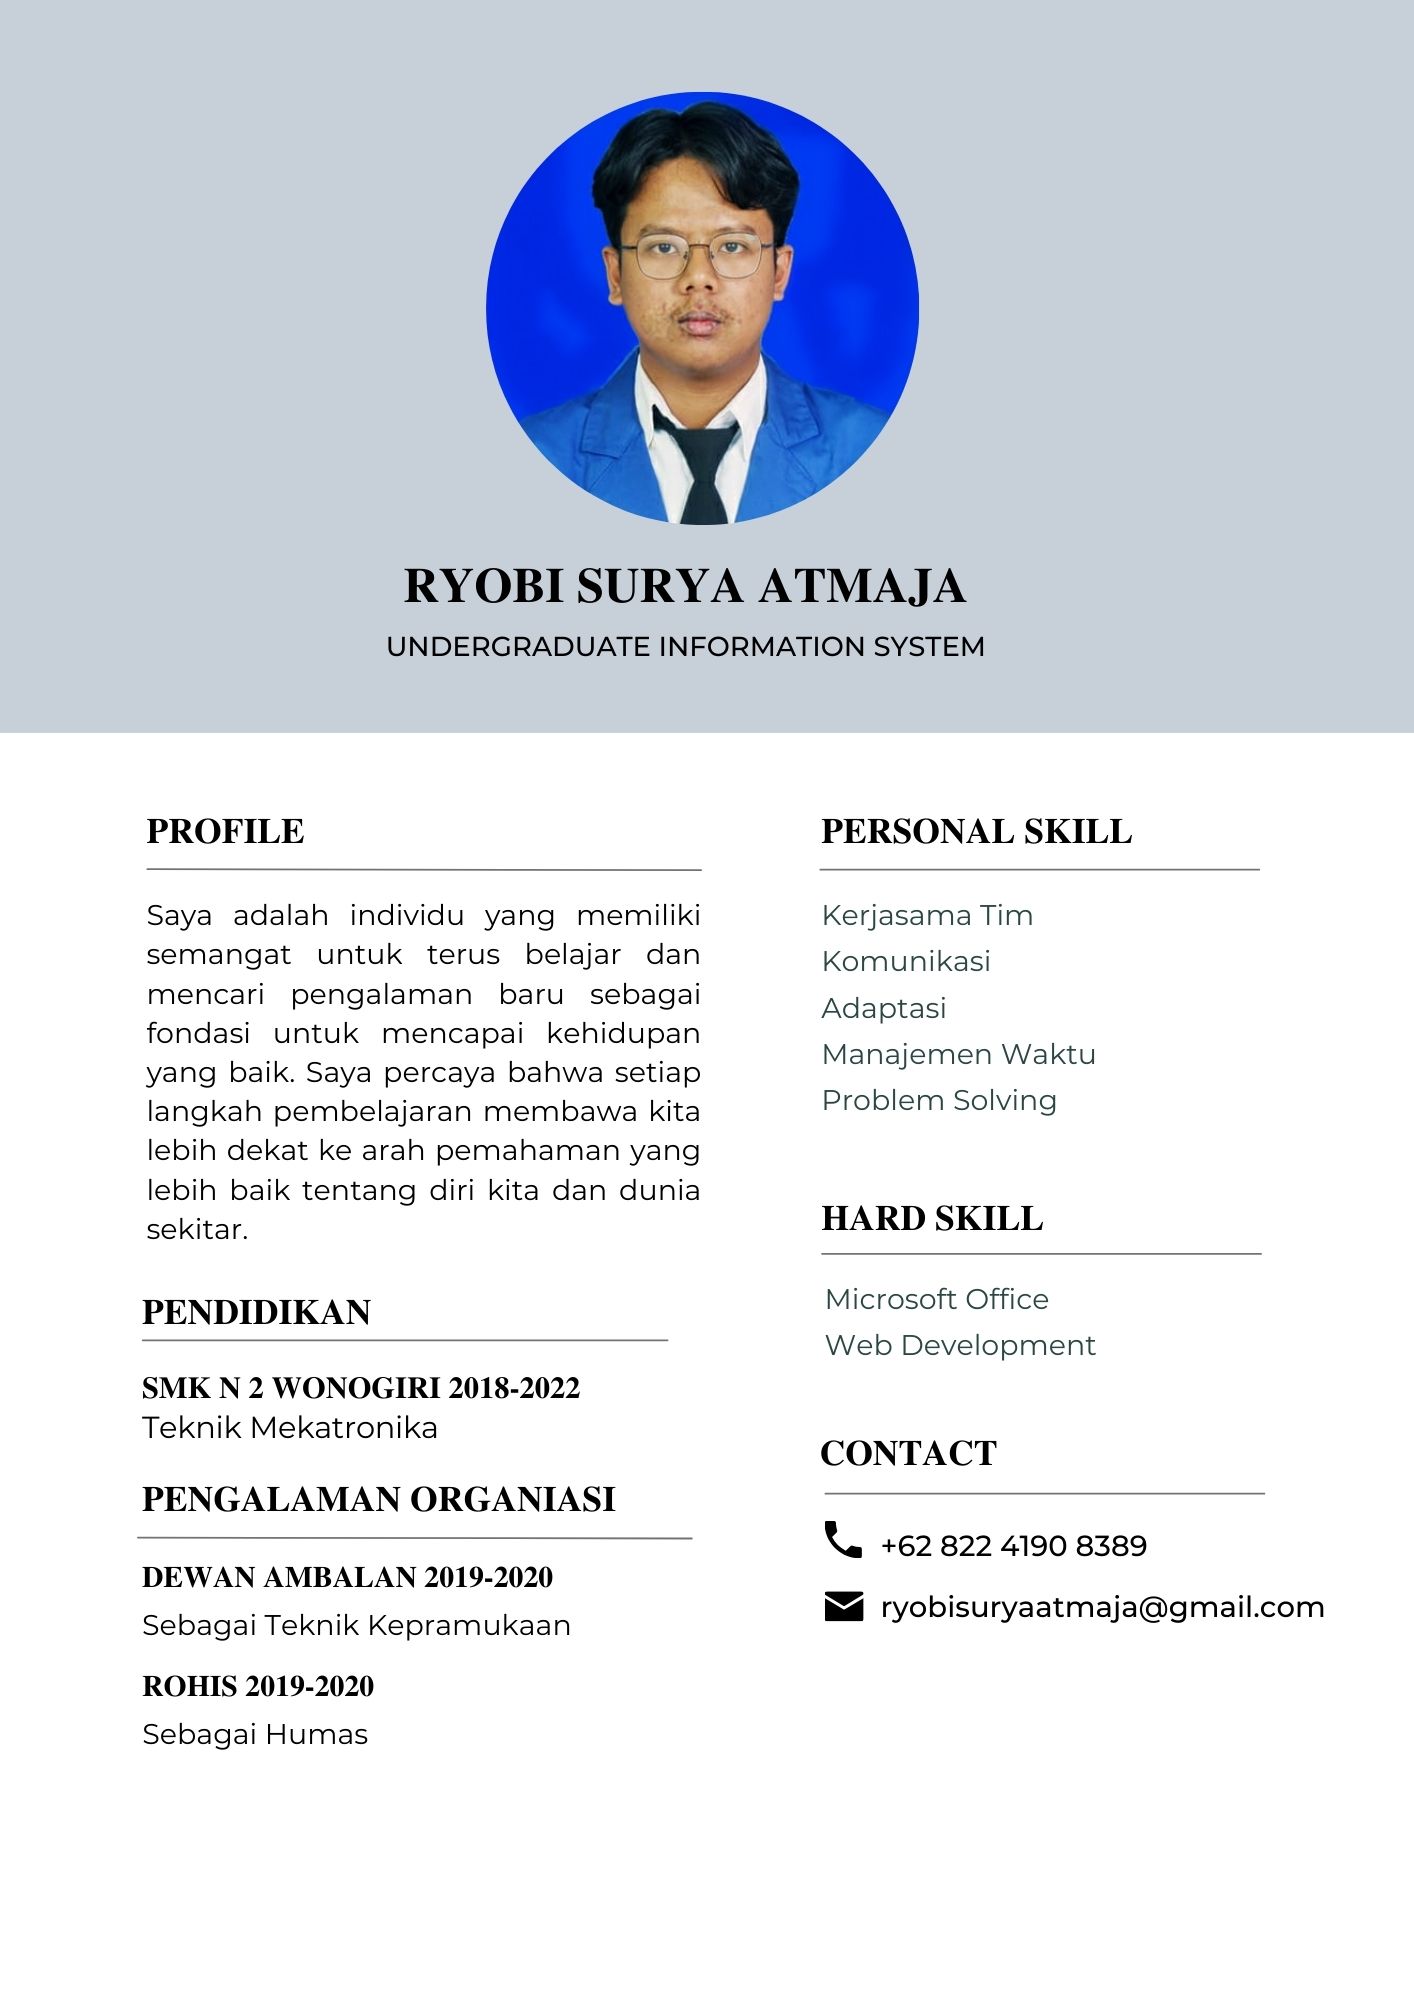 RYOBI SURYA ATMAJA
UNDERGRADUATE INFORMATION SYSTEM
PROFILE
Saya adalah individu yang memiliki
semangat untuk terus belajar dan
mencari pengalaman baru sebagai
fondasi untuk mencapai kehidupan
yang baik. Saya percaya bahwa setiap
langkah pembelajaran membawa kita
lebih dekat ke arah pemahaman yang
lebih baik tentang diri kita dan dunia
sekitar.
PENDIDIKAN
SMK N 2 WONOGIRI 2018-2022
Teknik Mekatronika
PENGALAMAN ORGANIASI
DEWAN AMBALAN 2019-2020
Sebagai Teknik Kepramukaan
ROHIS 2019-2020
Sebagai Humas
PERSONAL SKILL
Kerjasama Tim
Komunikasi
Adaptasi
Manajemen Waktu
Problem Solving
HARD SKILL
Microsoft Office
Web Development
CONTACT
+62 822 4190 8389
ryobisuryaatmaja@gmail.com